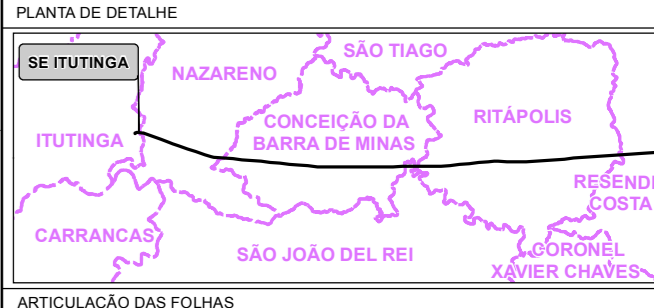 PLANTA DE DETALHE
SE ITUTINGA
SÃO TIAGO
NAZARENO
CONCEIÇÃO DA
BARRA DE MINAS
RITÁPOLIS
ITUTINGA
RESENDE
COSTA
CARRANCAS
SÃO JOÃO DEL REI
CORONEL
XAVIER CHAVES
ARTICULAÇÃO DAS FOLHAS